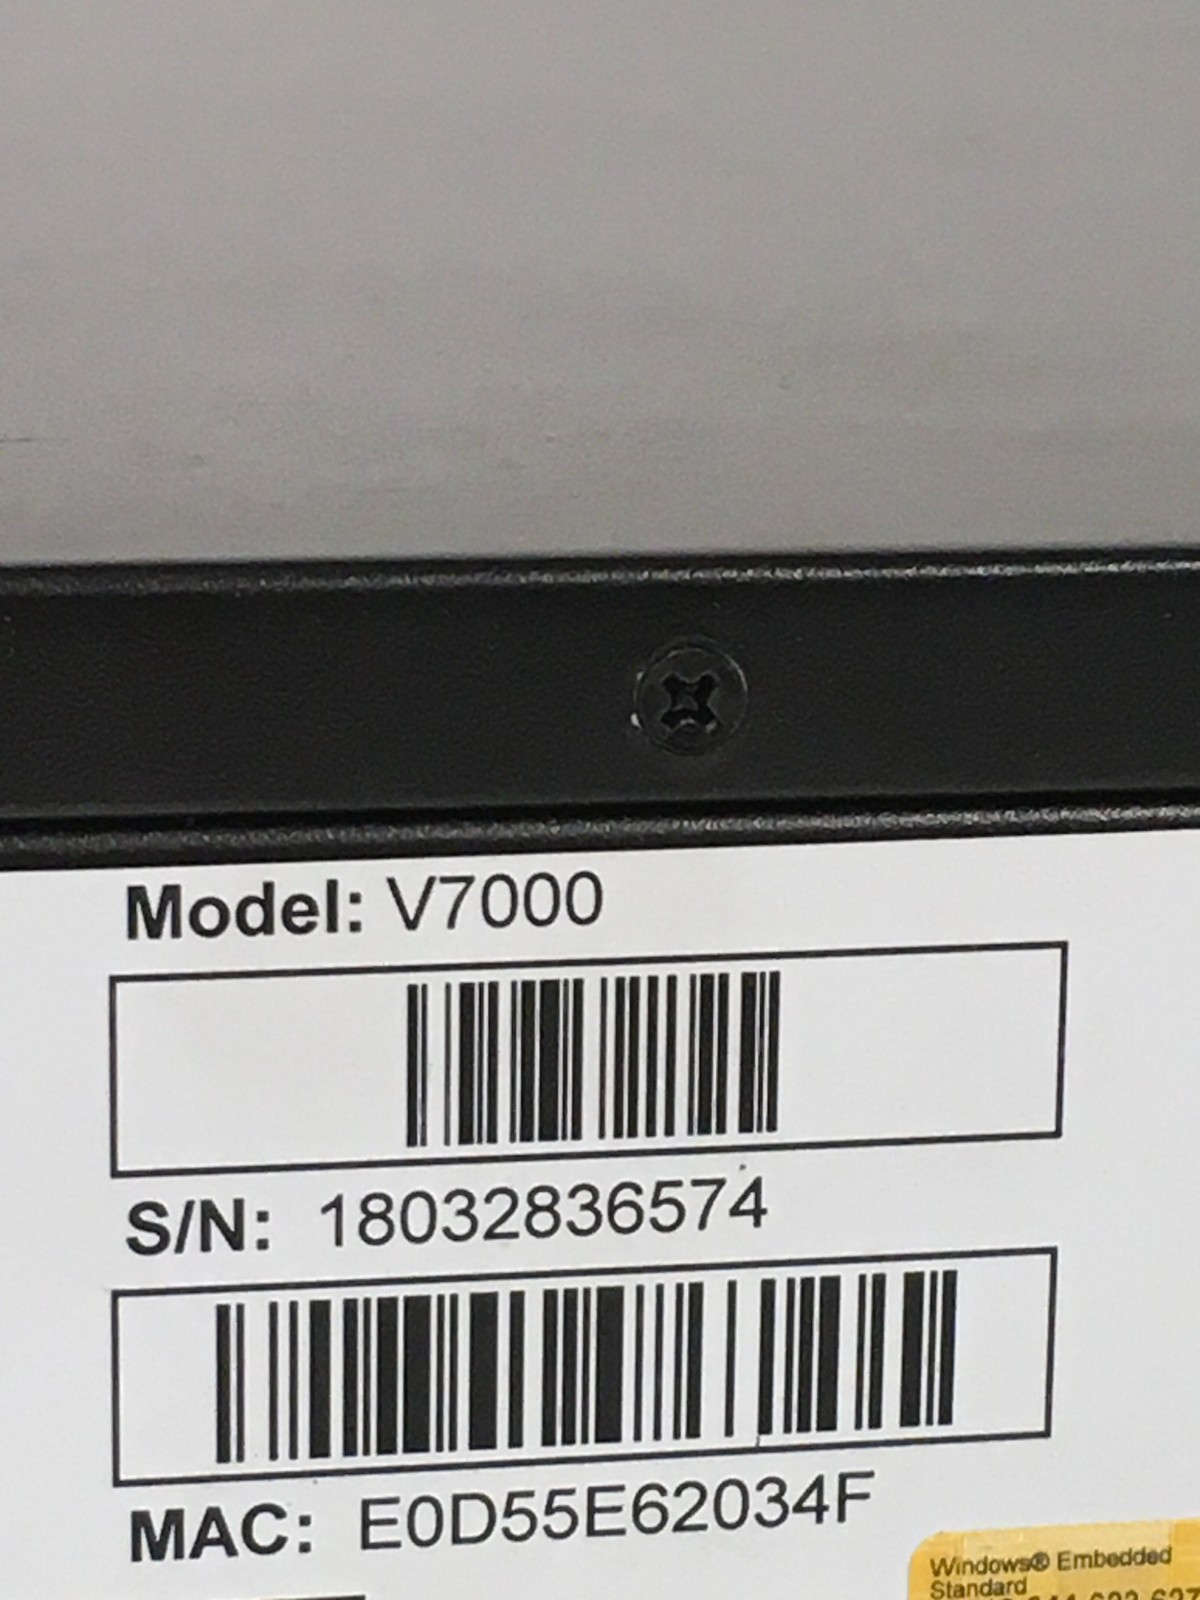 Model: V7000
S/N: 18032836574
MAC: E0D55E62034F
Windows® Embedded
Standard